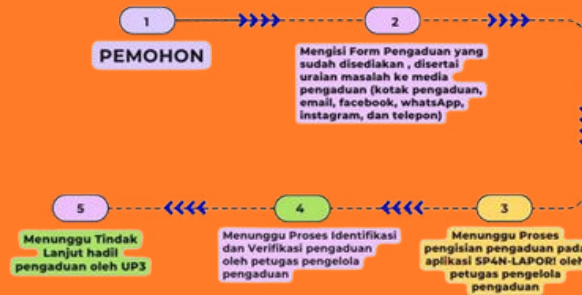 1
PEMOHON
2
Mengisi Form Pengaduan yang
sudah disediakan , disertai
uraian masalah ke media
pengaduan (kotak pengaduan,
email, facebook, whatsApp,
instagram, dan telepon)
3
Menunggu Proses
pengisian pengaduan pada
aplikasi SP4N-LAPOR! oleh
petugas pengelola
pengaduan
4
Menunggu Proses Identifikasi
dan Verifikasi pengaduan
oleh petugas pengelola
pengaduan
5
Menunggu Tindak
Lanjut hadil
pengaduan oleh UP3